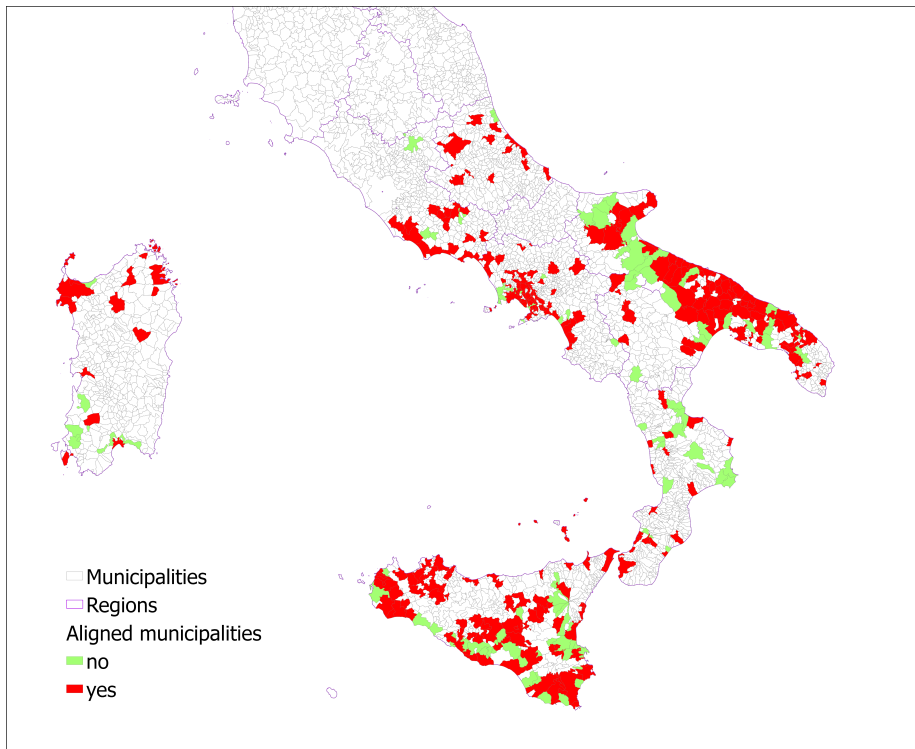 Municipalities
Regions
Aligned municipalities
no
yes